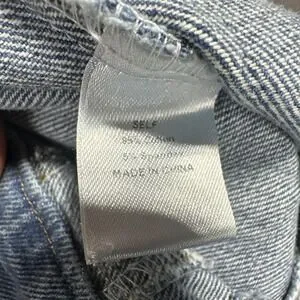 SELF
95% Cotton
5% Spandex
MADE IN CHINA